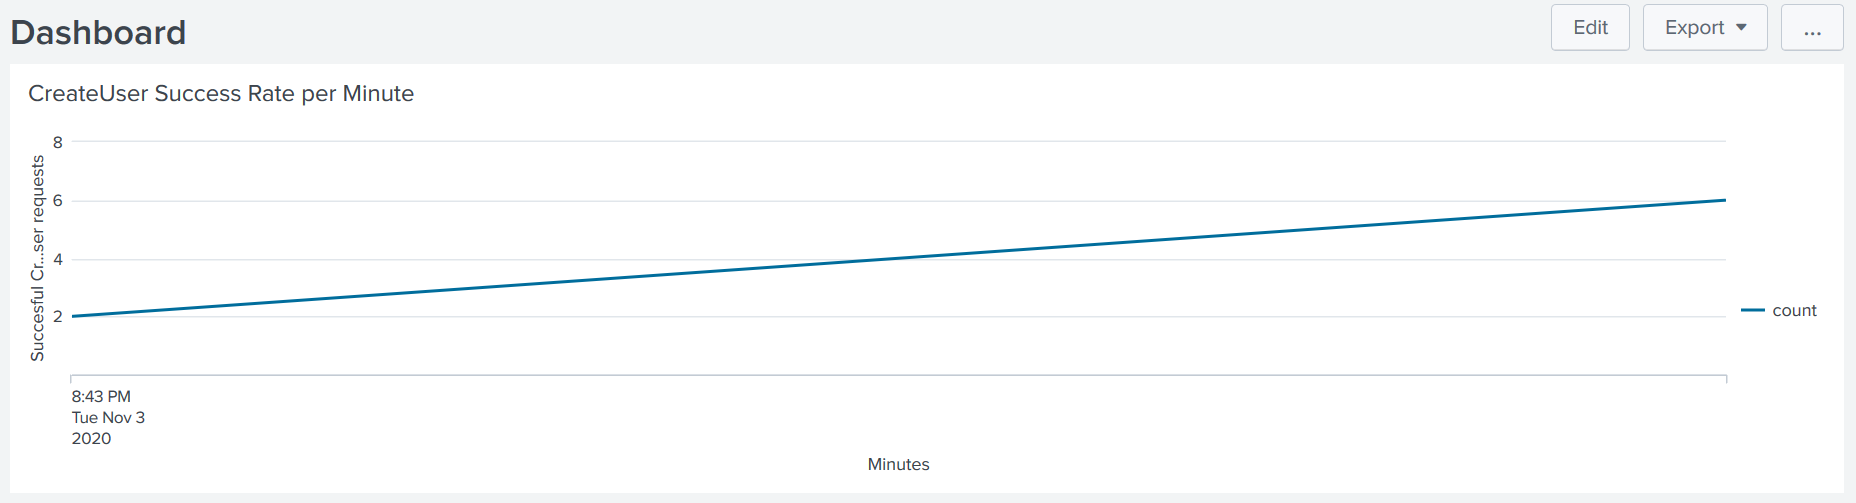 Dashboard
Edit
Export
...
CreateUser Success Rate per Minute
Succesful Cr...ser requests
8
6
4
2
count
8:43 PM
Tue Nov 3
2020
Minutes